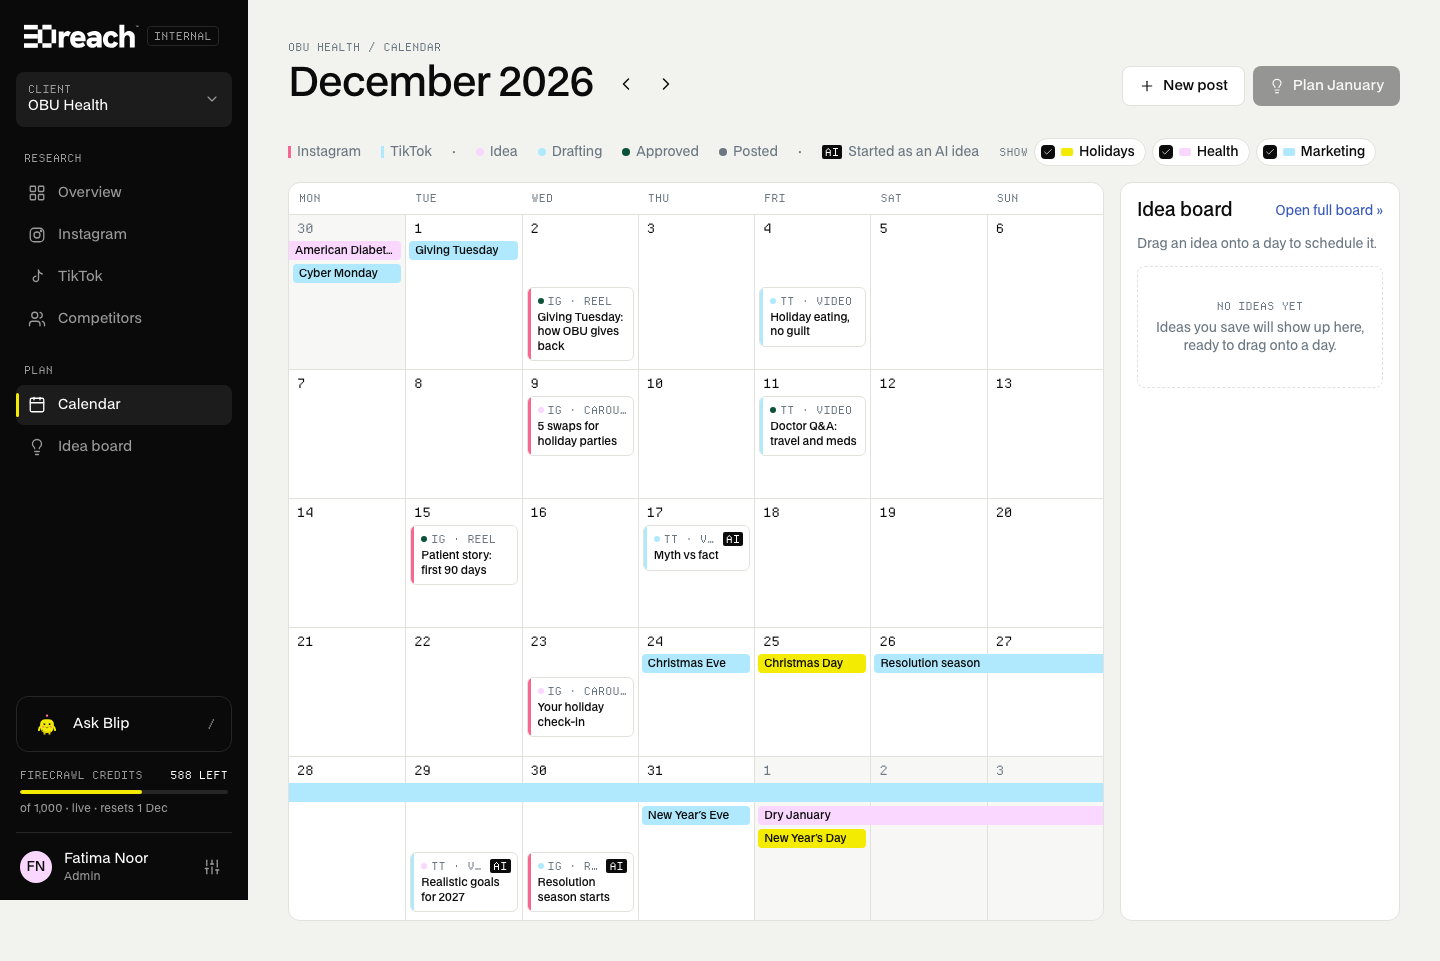 reach INTERNAL
CLIENT
OBU Health
RESEARCH
Overview
Instagram
TikTok
Competitors
PLAN
Calendar
Idea board
Ask Blip /
FIRECRAWL CREDITS 588 LEFT
of 1,000 · live · resets 1 Dec
FN
Fatima Noor
Admin
OBU HEALTH / CALENDAR
December 2026
New post
Plan January
Instagram TikTok · Idea Drafting Approved Posted · AI Started as an AI idea SHOW Holidays Health Marketing
MON TUE WED THU FRI SAT SUN
30 1 2 3 4 5 6
American Diabet…
Giving Tuesday
Cyber Monday
IG · REEL
Giving Tuesday:
how OBU gives
back
TT · VIDEO
Holiday eating,
no guilt
7 8 9 10 11 12 13
IG · CAROU…
5 swaps for
holiday parties
TT · VIDEO
Doctor Q&A:
travel and meds
14 15 16 17 18 19 20
IG · REEL
Patient story:
first 90 days
TT · V… AI
Myth vs fact
21 22 23 24 25 26 27
Christmas Eve
Christmas Day
Resolution season
IG · CAROU…
Your holiday
check-in
28 29 30 31 1 2 3
New Year's Eve
Dry January
New Year's Day
TT · V… AI
Realistic goals
for 2027
IG · R… AI
Resolution
season starts
Idea board
Open full board »
Drag an idea onto a day to schedule it.
NO IDEAS YET
Ideas you save will show up here,
ready to drag onto a day.